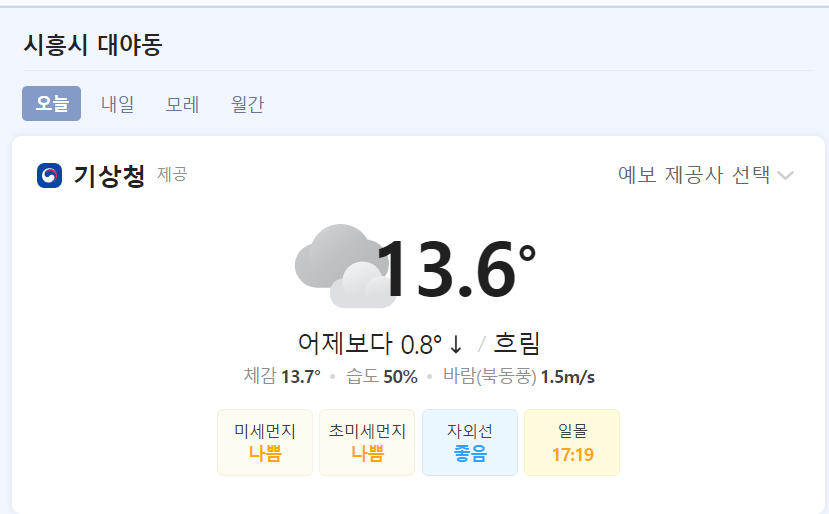 시흥시 대야동
오늘 내일 모레 월간
기상청 제공 예보 제공사 선택
13.6°
어제보다 0.8° ↓ / 흐림
체감 13.7° • 습도 50% • 바람(북동풍) 1.5m/s
미세먼지 초미세먼지 자외선 일몰
나쁨 나쁨 좋음 17:19